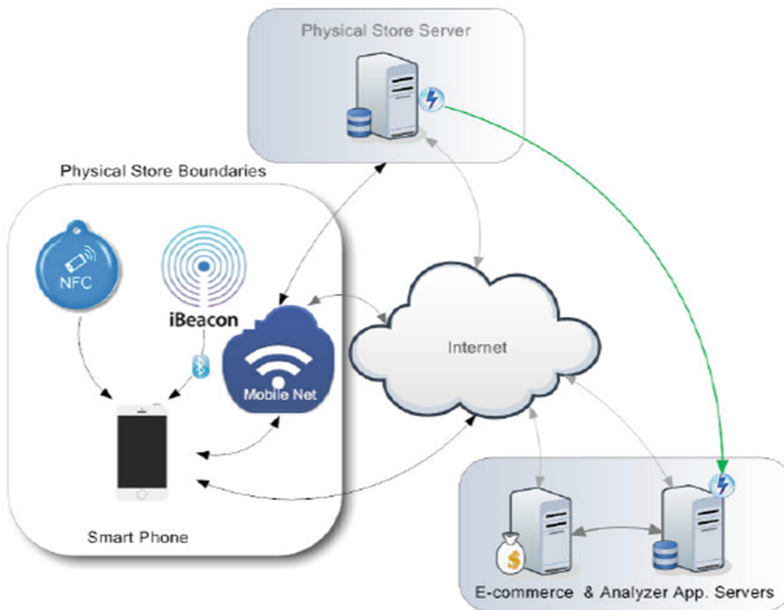 Physical Store Server
Physical Store Boundaries
NFC
iBeacon
Mobile Net
Internet
Smart Phone
E-commerce & Analyzer App. Servers